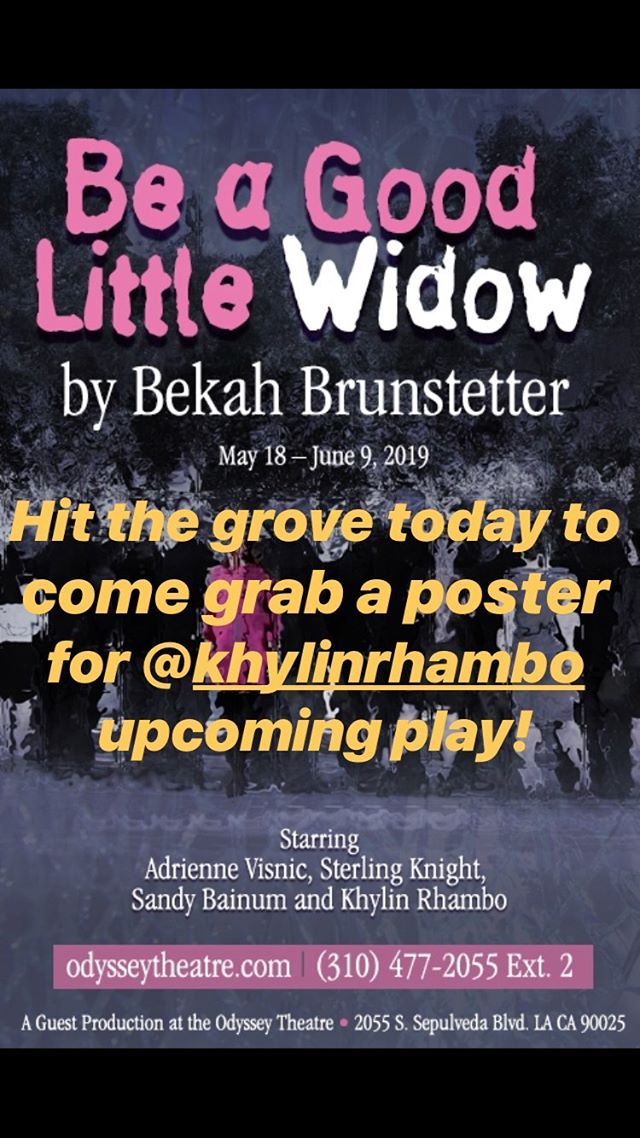 Be a Good
Little Widow
by Bekah Brunstetter
May 18 – June 9, 2019
Hit the grove today to
come grab a poster
for @khylinrhambo
upcoming play!
Starring
Adrienne Visnic, Sterling Knight,
Sandy Bainum and Khylin Rhambo
odysseytheatre.com | (310) 477-2055 Ext. 2
A Guest Production at the Odyssey Theatre • 2055 S. Sepulveda Blvd. LA CA 90025